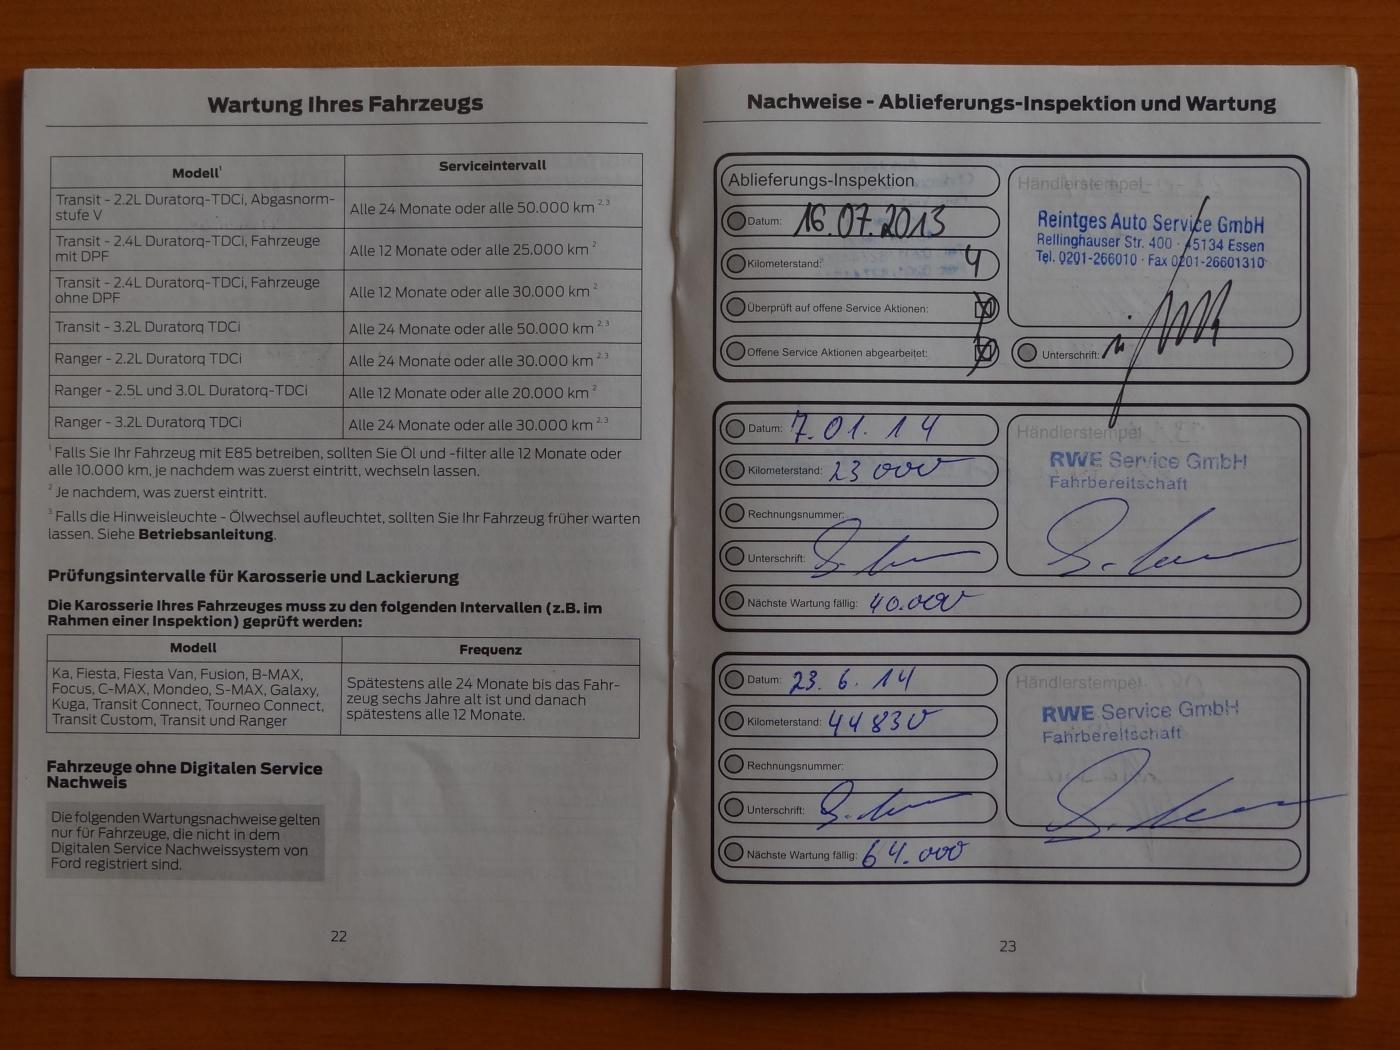 Wartung Ihres Fahrzeugs
Modell¹ Serviceintervall
Transit - 2.2L Duratorq-TDCi, Abgasnorm-
stufe V
Alle 24 Monate oder alle 50.000 km ²,³
Transit - 2.4L Duratorq-TDCi, Fahrzeuge
mit DPF
Alle 12 Monate oder alle 25.000 km ²
Transit - 2.4L Duratorq-TDCi, Fahrzeuge
ohne DPF
Alle 12 Monate oder alle 30.000 km ²
Transit - 3.2L Duratorq TDCi Alle 24 Monate oder alle 50.000 km ²,³
Ranger - 2.2L Duratorq TDCi Alle 24 Monate oder alle 30.000 km ²,³
Ranger - 2.5L und 3.0L Duratorq-TDCi Alle 12 Monate oder alle 20.000 km ²
Ranger - 3.2L Duratorq TDCi Alle 24 Monate oder alle 30.000 km ²,³
¹ Falls Sie Ihr Fahrzeug mit E85 betreiben, sollten Sie Öl und -filter alle 12 Monate oder
alle 10.000 km, je nachdem was zuerst eintritt, wechseln lassen.
² Je nachdem, was zuerst eintritt.
³ Falls die Hinweisleuchte - Ölwechsel aufleuchtet, sollten Sie Ihr Fahrzeug früher warten
lassen. Siehe Betriebsanleitung.
Prüfungsintervalle für Karosserie und Lackierung
Die Karosserie Ihres Fahrzeuges muss zu den folgenden Intervallen (z.B. im
Rahmen einer Inspektion) geprüft werden:
Modell Frequenz
Ka, Fiesta, Fiesta Van, Fusion, B-MAX,
Focus, C-MAX, Mondeo, S-MAX, Galaxy,
Kuga, Transit Connect, Tourneo Connect,
Transit Custom, Transit und Ranger
Spätestens alle 24 Monate bis das Fahr-
zeug sechs Jahre alt ist und danach
spätestens alle 12 Monate.
Fahrzeuge ohne Digitalen Service
Nachweis
Die folgenden Wartungsnachweise gelten
nur für Fahrzeuge, die nicht in dem
Digitalen Service Nachweissystem von
Ford registriert sind.
22
Nachweise - Ablieferungs-Inspektion und Wartung
Ablieferungs-Inspektion
Datum: 16.07.2013
Kilometerstand: 4
Überprüft auf offene Service Aktionen:
Offene Service Aktionen abgearbeitet:
Händlerstempel
Reintges Auto Service GmbH
Rellinghauser Str. 400 · 45134 Essen
Tel. 0201-266010 · Fax 0201-26601310
Unterschrift:
Datum: 7.01.14
Kilometerstand: 23 000
Rechnungsnummer:
Unterschrift:
Nächste Wartung fällig: 40.000
Händlerstempel
RWE Service GmbH
Fahrbereitschaft
Datum: 23.6.14
Kilometerstand: 44830
Rechnungsnummer:
Unterschrift:
Nächste Wartung fällig: 64.000
Händlerstempel
RWE Service GmbH
Fahrbereitschaft
23